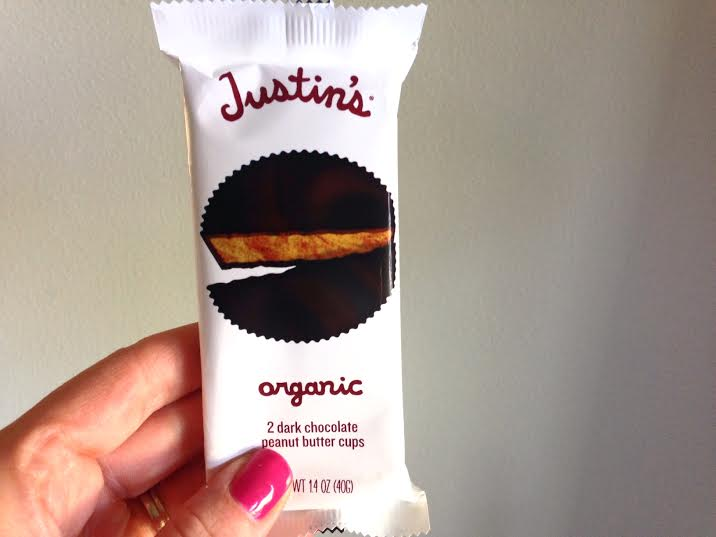 Justin's®
organic
2 dark chocolate
peanut butter cups
WT 1.4 OZ (40G)